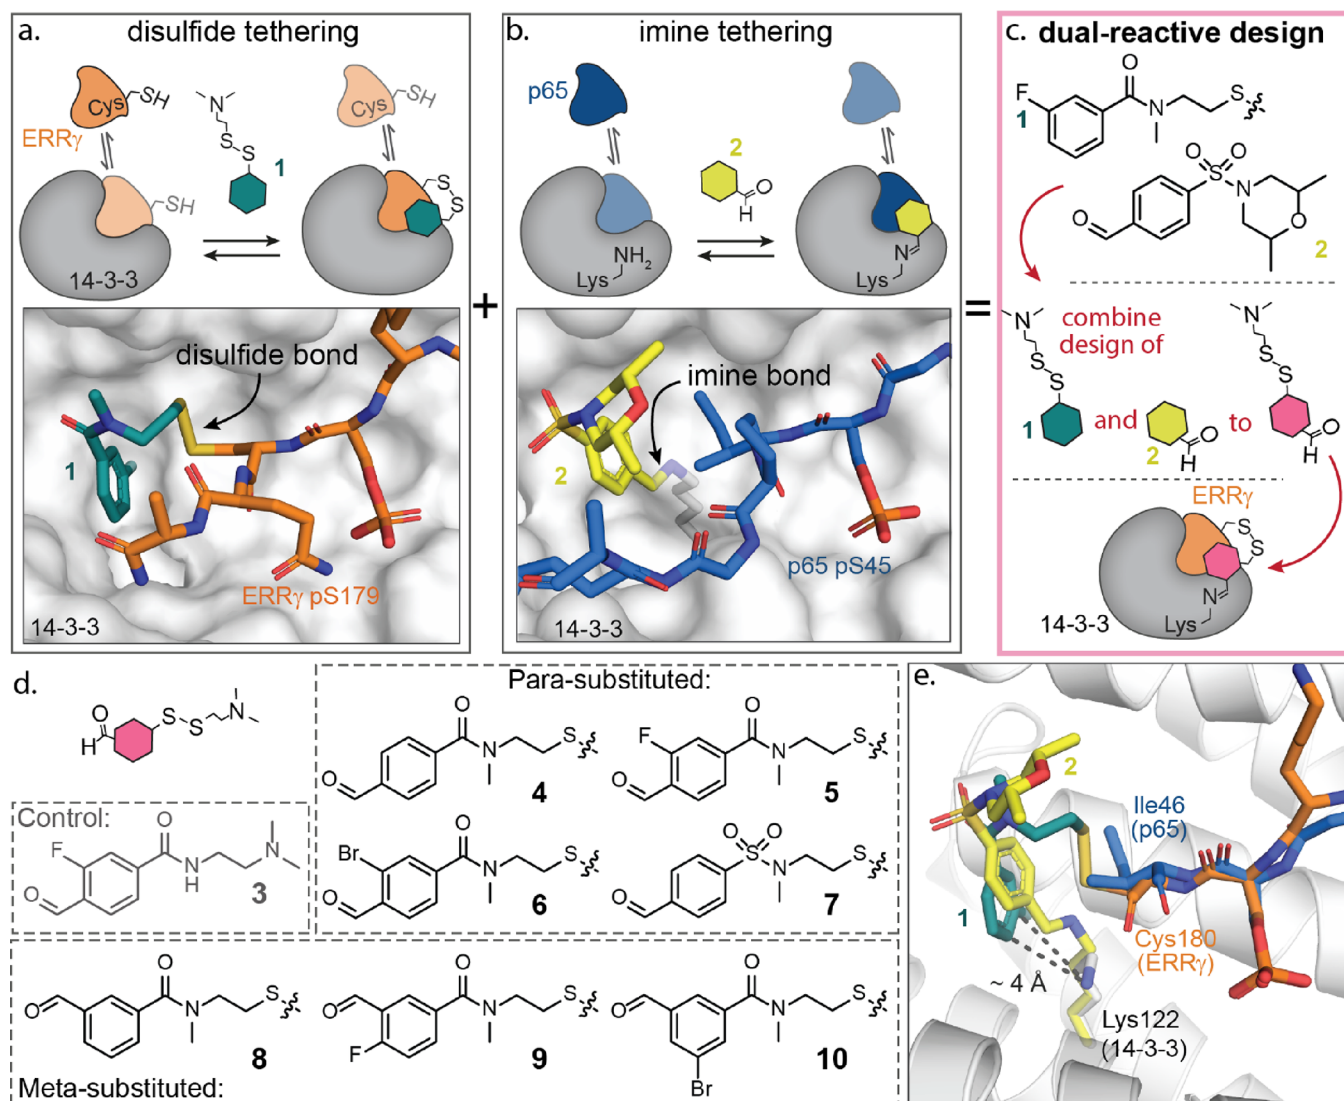 a. disulfide tethering
Cys
SH
ERRγ
N
S
S
1
SH
SH
S
S
14-3-3
disulfide bond
1
ERRγ pS179
14-3-3
+
b. imine tethering
p65
2
O
H
NH2
Lys
N
Lys
imine bond
2
p65 pS45
14-3-3
=
c. dual-reactive design
F
O
N
S
1
O O
S
N
O
O
2
N
S
S
1
combine
design of
and
2
O
H
to
N
S
S
O
H
ERRγ
S
S
N
Lys
14-3-3
d.
O
H
S
S
N
Control:
F
O
N
H
N
O
3
Para-substituted:
O
N
S
O
4
F
O
N
S
O
5
Br
O
N
S
O
6
O O
S
N
S
O
7
O
O
N
S
8
O
O
N
S
F
9
O
O
N
S
Br
10
Meta-substituted:
e.
2
Ile46
(p65)
1
Cys180
(ERRγ)
~ 4 Å
Lys122
(14-3-3)